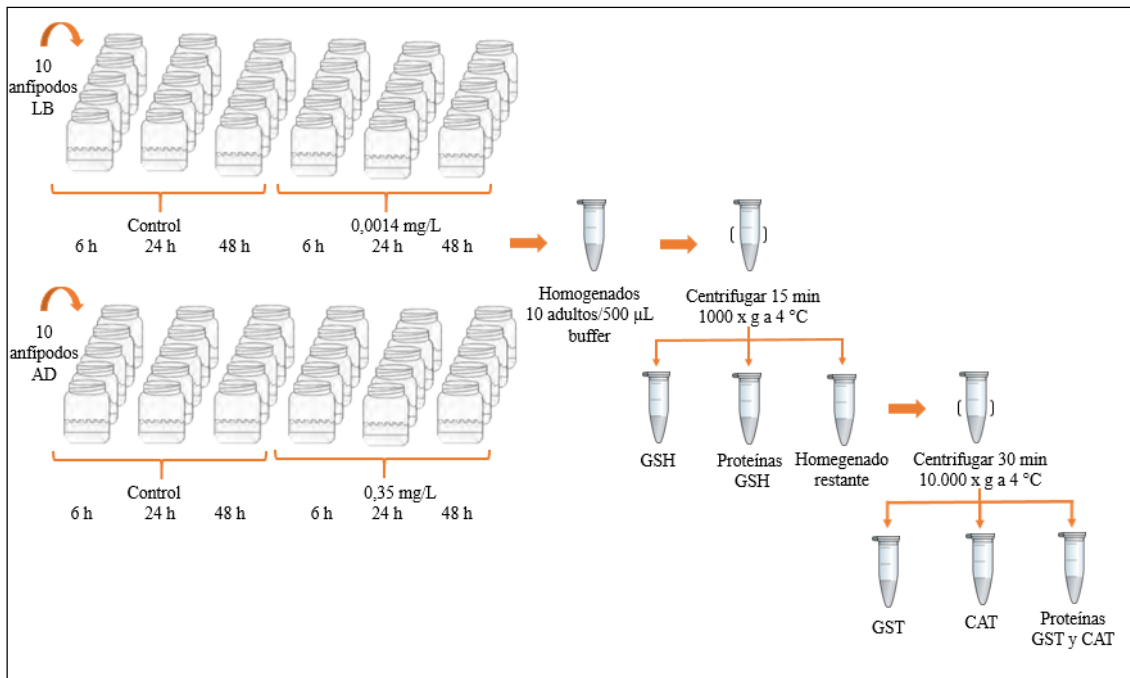 10
anfípodos
LB
Control
0,0014 mg/L
6 h
24 h
48 h
6 h
24 h
48 h
10
anfípodos
AD
Control
0,35 mg/L
6 h
24 h
48 h
6 h
24 h
48 h
Homogenados
10 adultos/500 µL
buffer
Centrifugar 15 min
1000 x g a 4 °C
GSH
Proteínas
GSH
Homegenado
restante
Centrifugar 30 min
10.000 x g a 4 °C
GST
CAT
Proteínas
GST y CAT